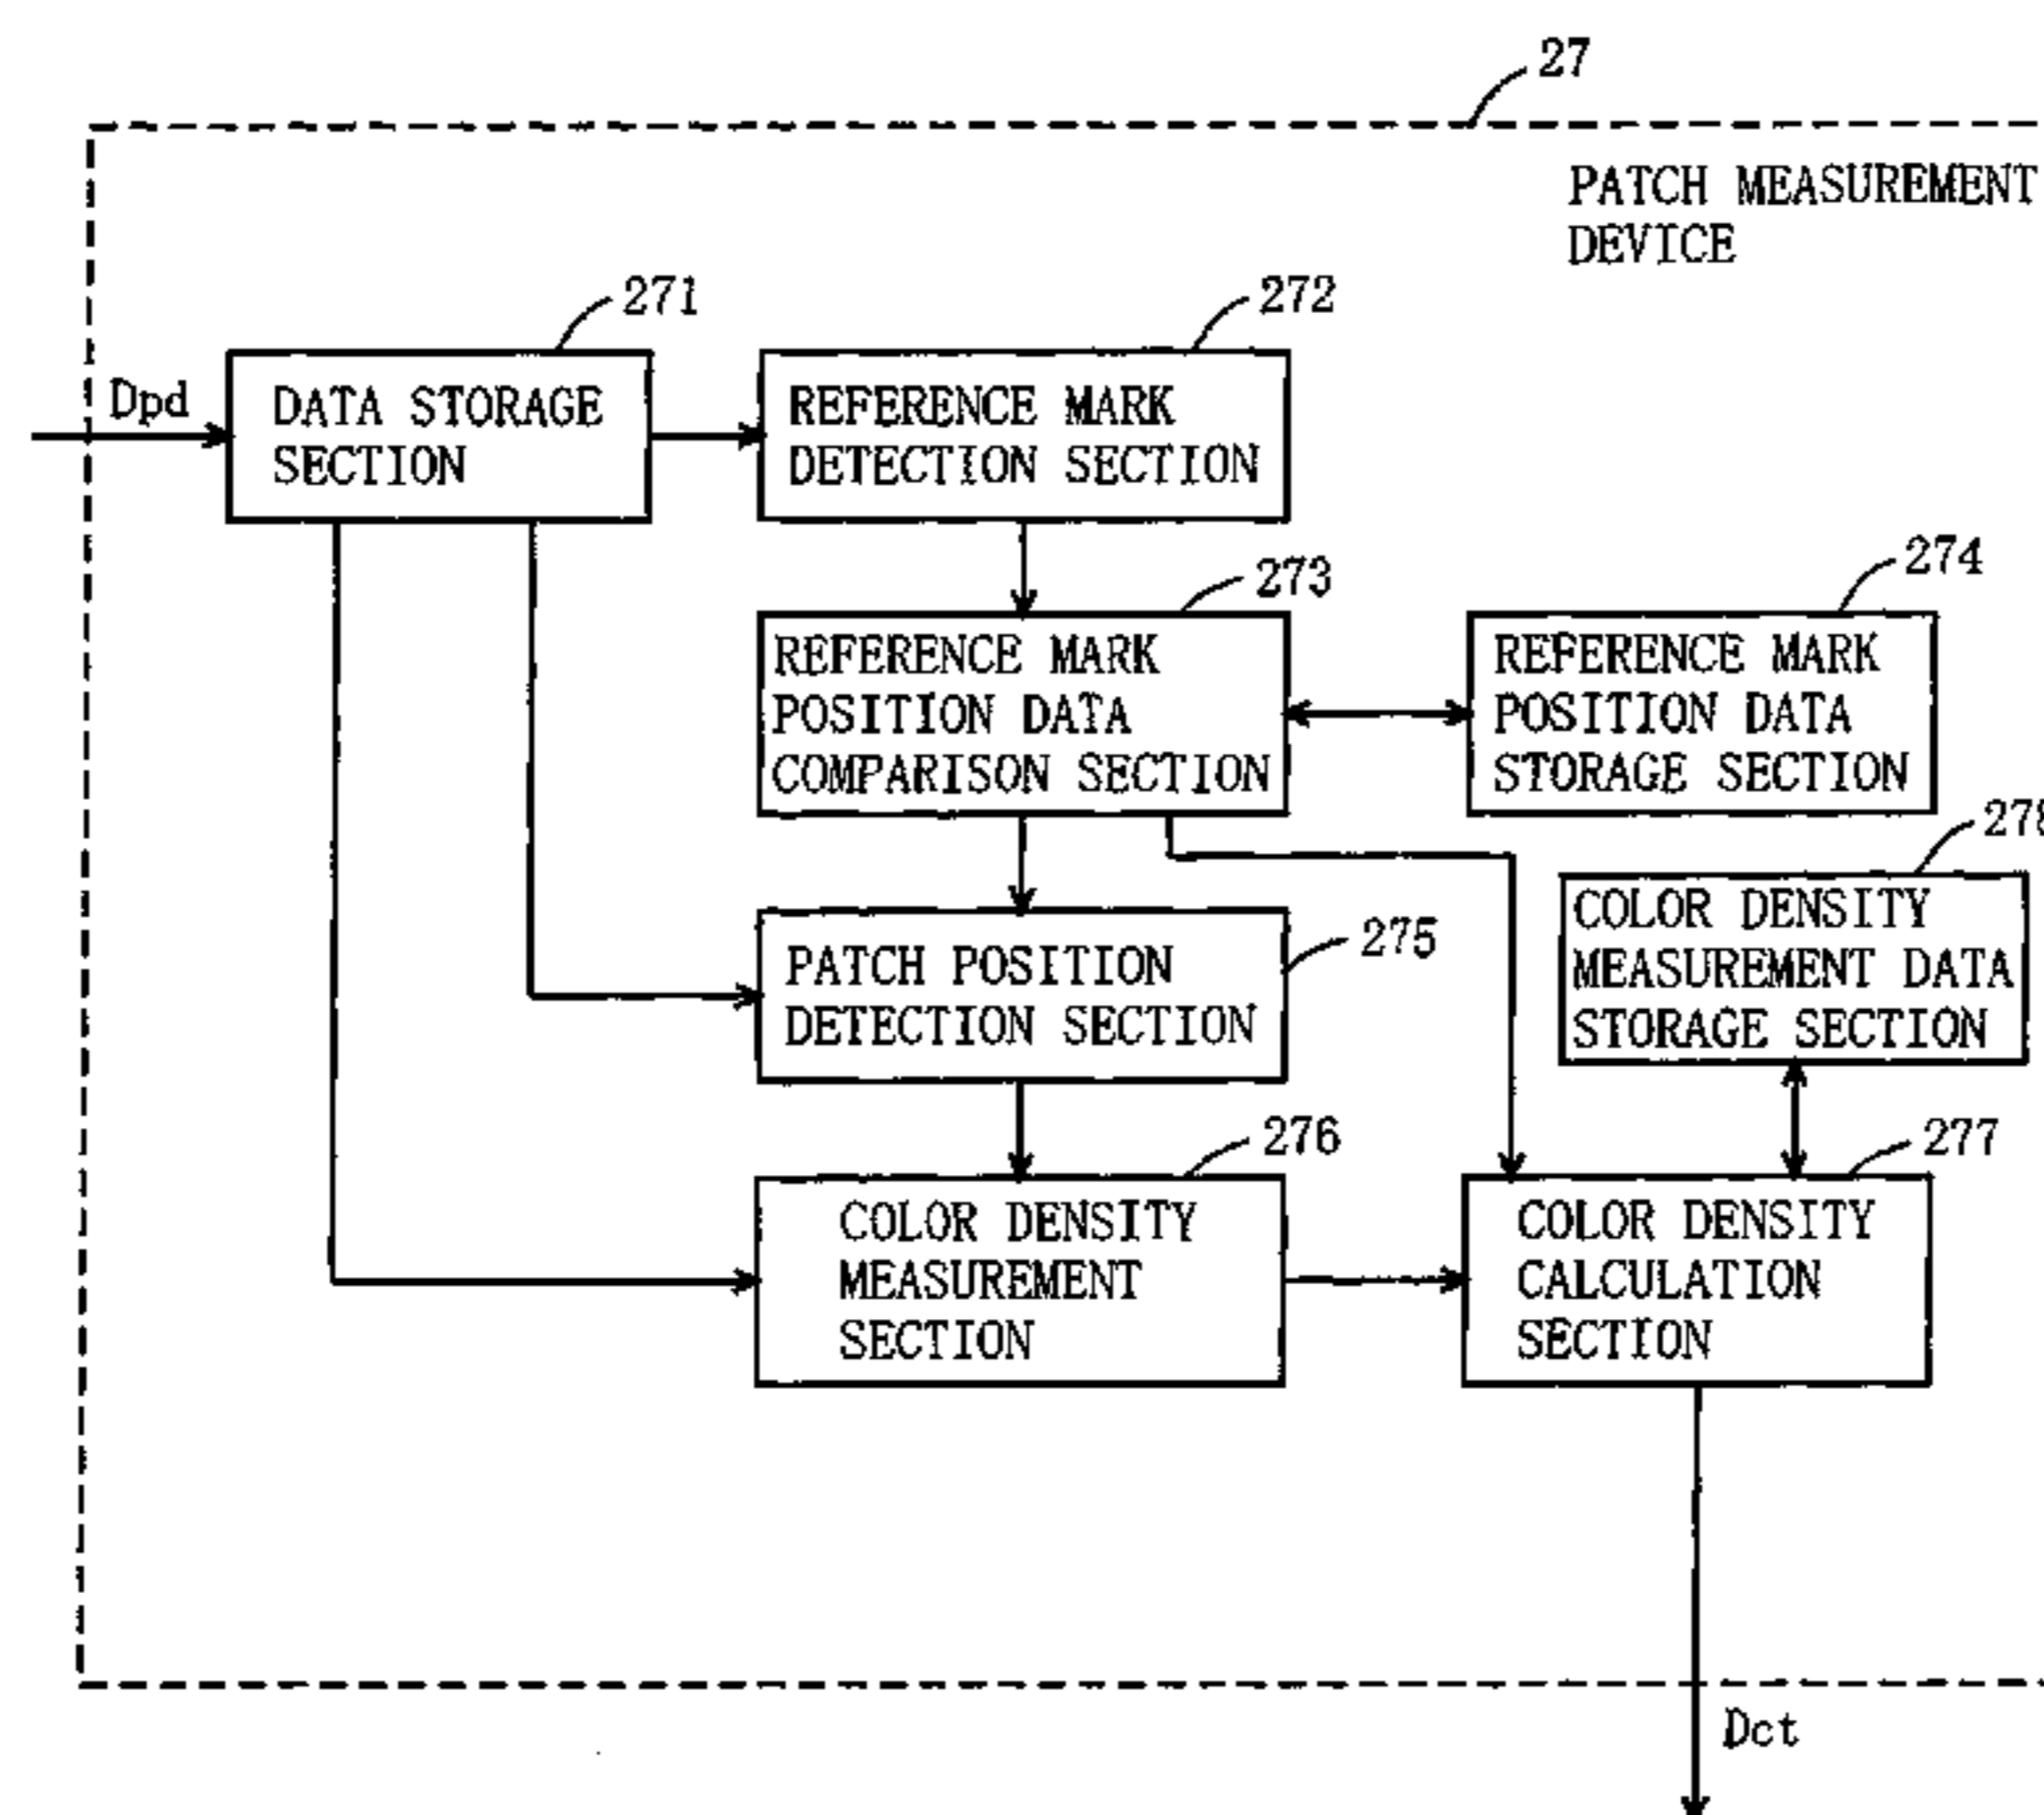 27
PATCH MEASUREMENT
DEVICE
271
272
Dpd
DATA STORAGE
SECTION
REFERENCE MARK
DETECTION SECTION
273
274
REFERENCE MARK
POSITION DATA
COMPARISON SECTION
REFERENCE MARK
POSITION DATA
STORAGE SECTION
278
COLOR DENSITY
MEASUREMENT DATA
STORAGE SECTION
275
PATCH POSITION
DETECTION SECTION
276
277
COLOR DENSITY
MEASUREMENT
SECTION
COLOR DENSITY
CALCULATION
SECTION
Dct